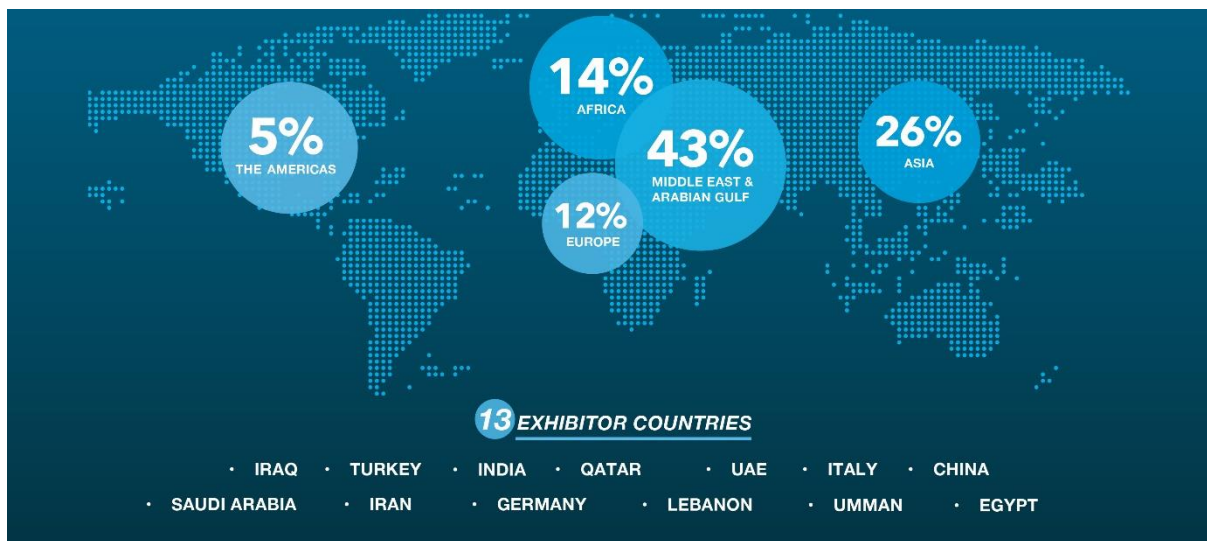 14%
AFRICA
5%
THE AMERICAS
43%
MIDDLE EAST &
ARABIAN GULF
26%
ASIA
12%
EUROPE
13 EXHIBITOR COUNTRIES
· IRAQ · TURKEY · INDIA · QATAR · UAE · ITALY · CHINA
· SAUDI ARABIA · IRAN · GERMANY · LEBANON · UMMAN · EGYPT